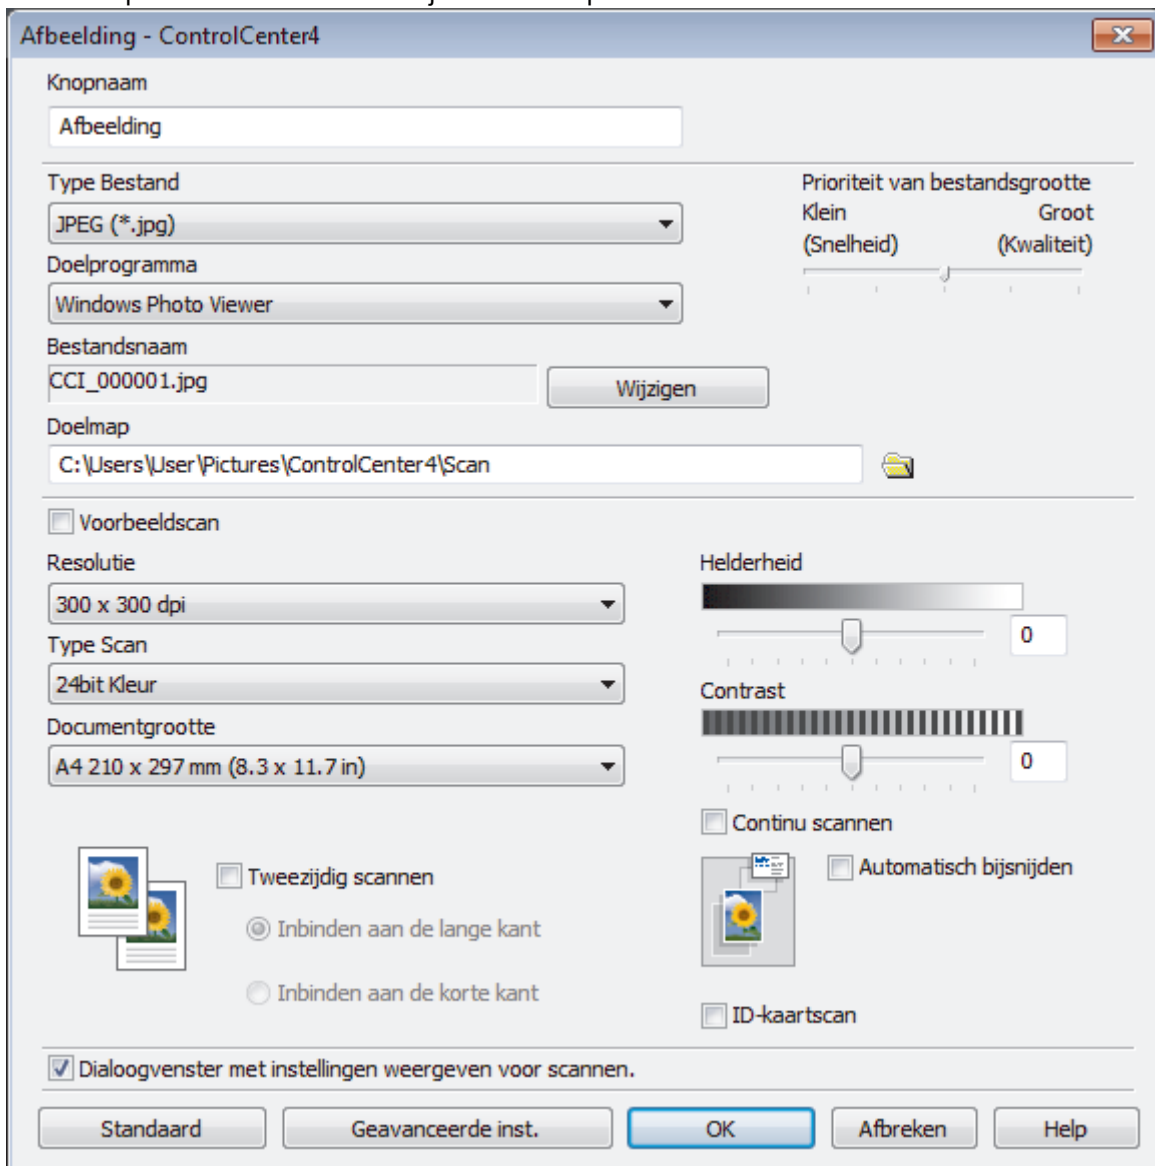 Afbeelding - ControlCenter4
Knopnaam
Afbeelding
Type Bestand
JPEG (*.jpg)
Doelprogramma
Windows Photo Viewer
Prioriteit van bestandsgrootte
Klein Groot
(Snelheid) (Kwaliteit)
Bestandsnaam
CCI_000001.jpg
Wijzigen
Doelmap
C:\Users\User\Pictures\ControlCenter4\Scan
Voorbeeldscan
Resolutie
300 x 300 dpi
Type Scan
24bit Kleur
Documentgrootte
A4 210 x 297 mm (8.3 x 11.7 in)
Helderheid
0
Contrast
0
Continu scannen
Automatisch bijsnijden
ID-kaartscan
Tweezijdig scannen
Inbinden aan de lange kant
Inbinden aan de korte kant
Dialoogvenster met instellingen weergeven voor scannen.
Standaard
Geavanceerde inst.
OK
Afbreken
Help